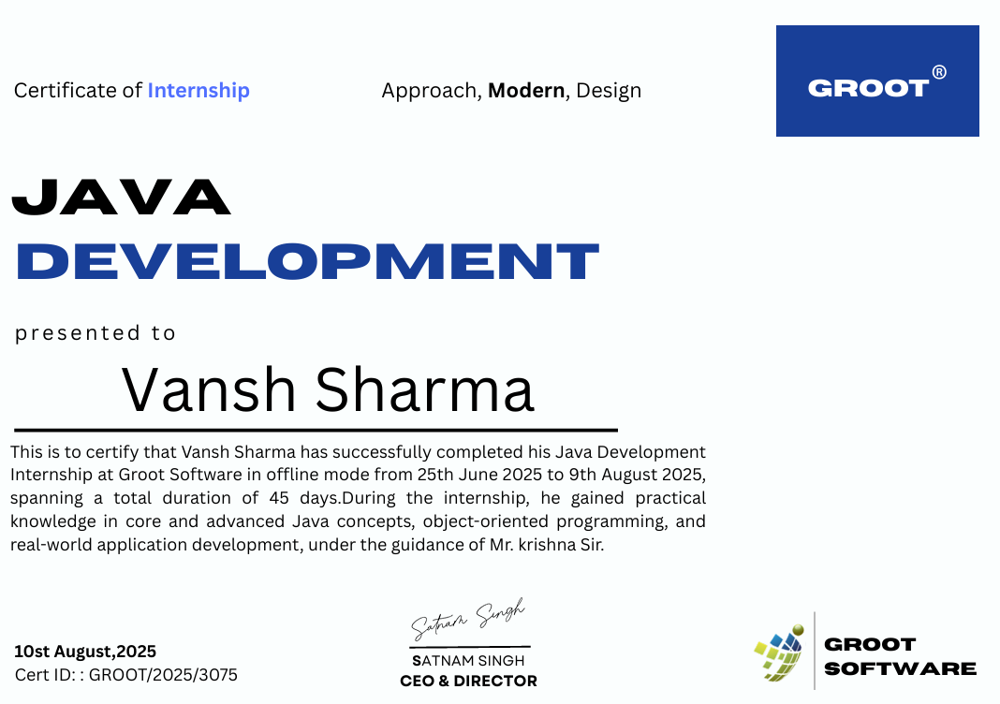 Certificate of Internship
Approach, Modern, Design
GROOT®
JAVA
DEVELOPMENT
presented to
Vansh Sharma
This is to certify that Vansh Sharma has successfully completed his Java Development
Internship at Groot Software in offline mode from 25th June 2025 to 9th August 2025,
spanning a total duration of 45 days.During the internship, he gained practical
knowledge in core and advanced Java concepts, object-oriented programming, and
real-world application development, under the guidance of Mr. krishna Sir.
10st August,2025
Cert ID: : GROOT/2025/3075
Satnam Singh
SATNAM SINGH
CEO & DIRECTOR
GROOT
SOFTWARE